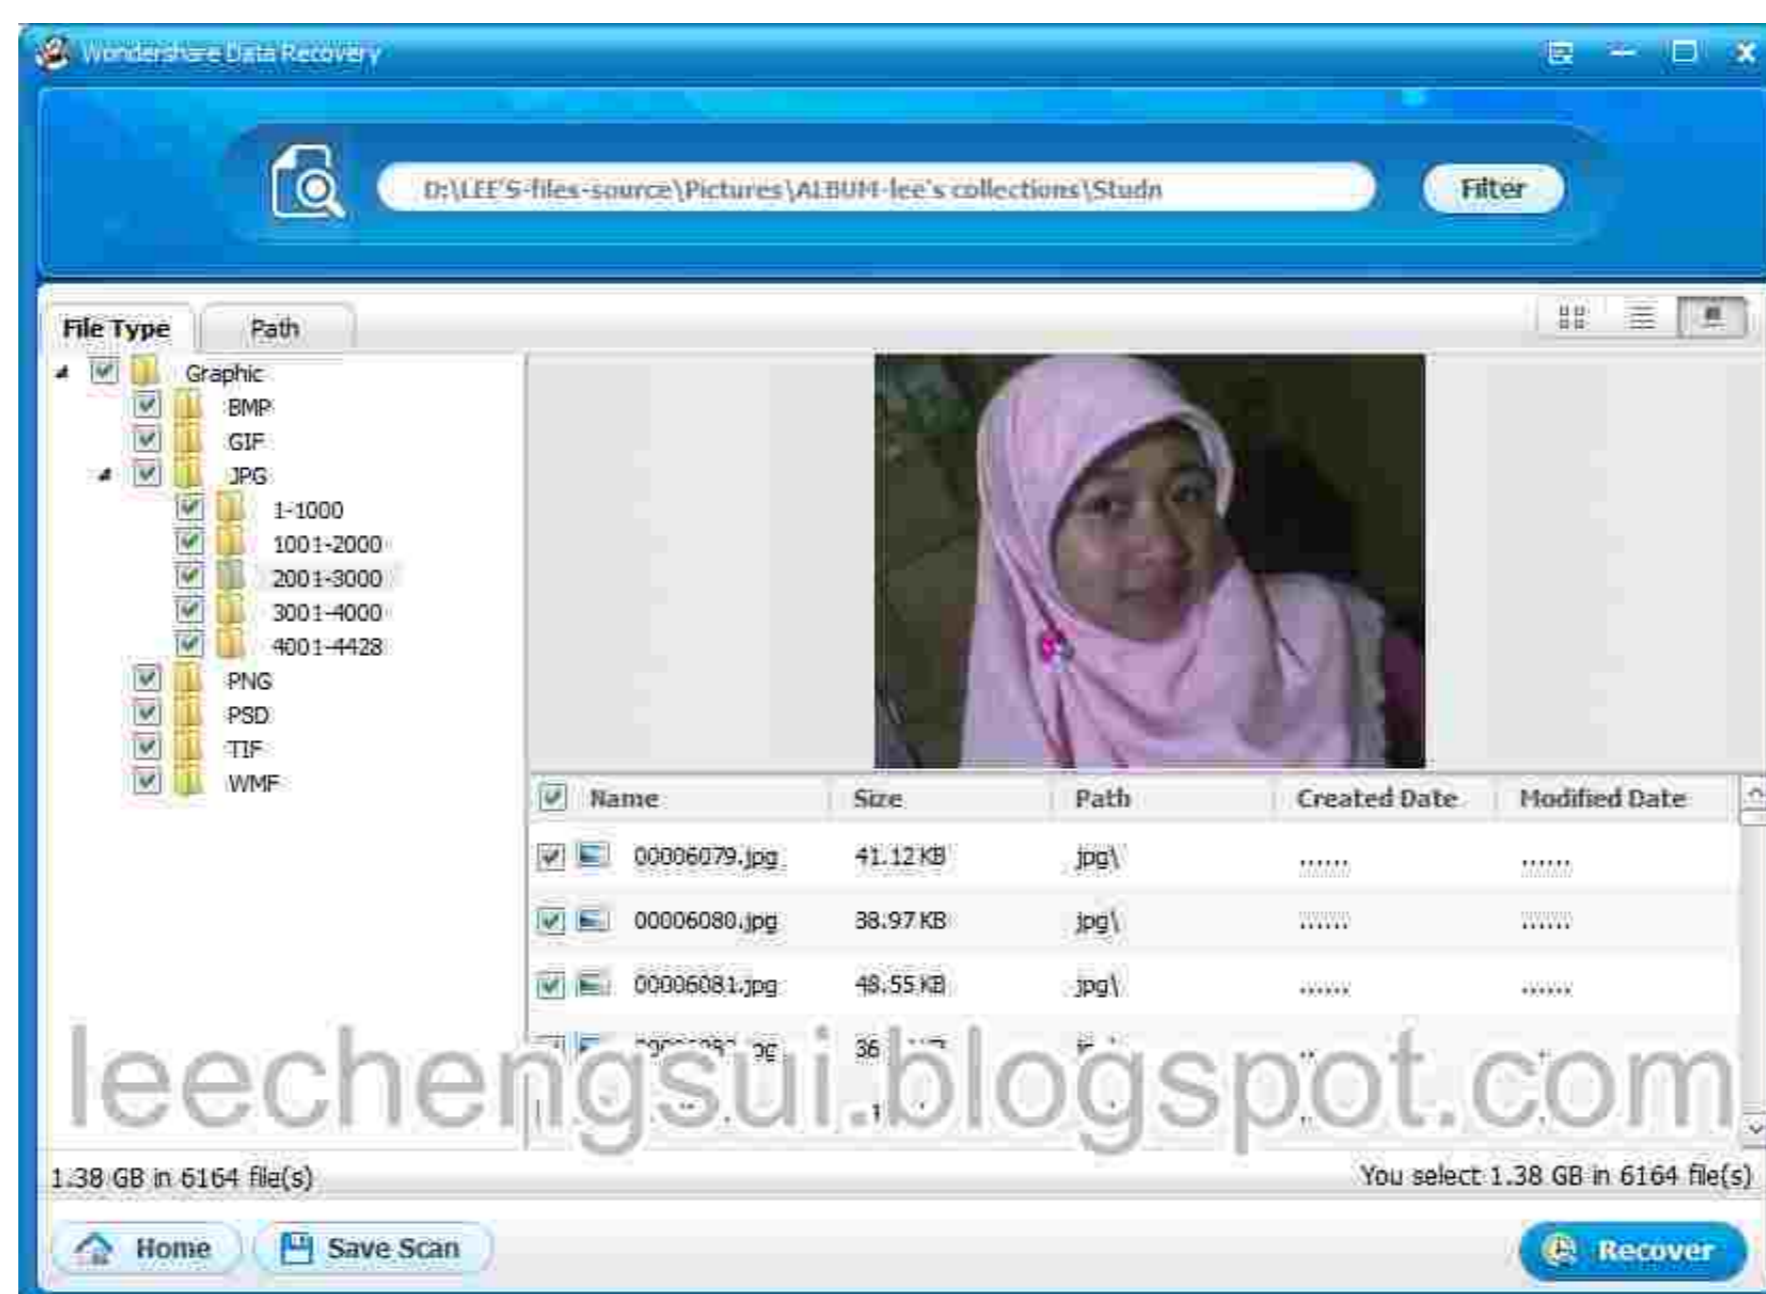 Wondershare Data Recovery
D:\LEE'S-files-source\Pictures\ALBUM-lee's collections\Studn
Filter
File Type Path
Graphic
BMP
GIF
JPG
1-1000
1001-2000
2001-3000
3001-4000
4001-4428
PNG
PSD
TIF
WMF
Name Size Path Created Date Modified Date
00006079.jpg 41.12 KB jpg\ ...... ......
00006080.jpg 38.97 KB jpg\ ...... ......
00006081.jpg 48.55 KB jpg\ ...... ......
36
leechengsui.blogspot.com
1.38 GB in 6164 file(s) You select 1.38 GB in 6164 file(s)
Home Save Scan Recover